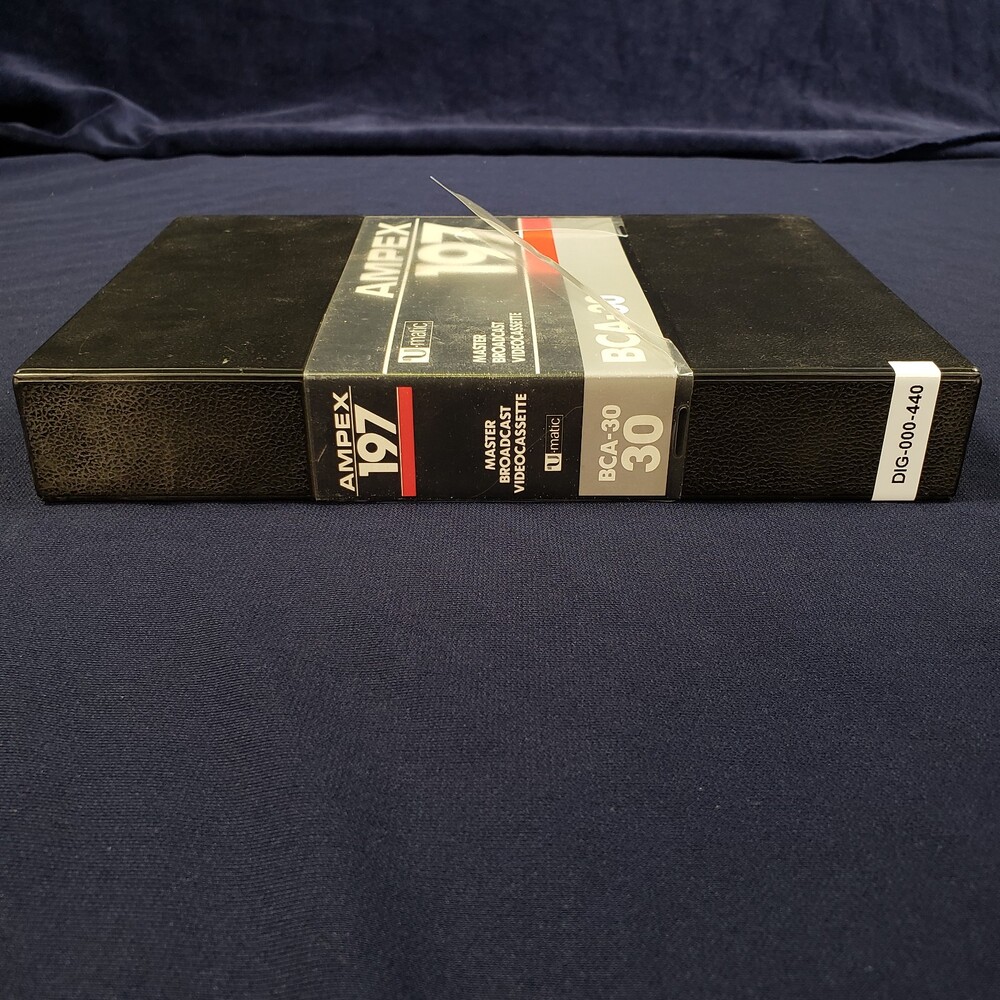 AMPEX
197
U-matic
MASTER
BROADCAST
VIDEOCASSETTE
BCA-30
AMPEX
197
MASTER
BROADCAST
VIDEOCASSETTE
U-matic
BCA-30
30
DIG-000-440